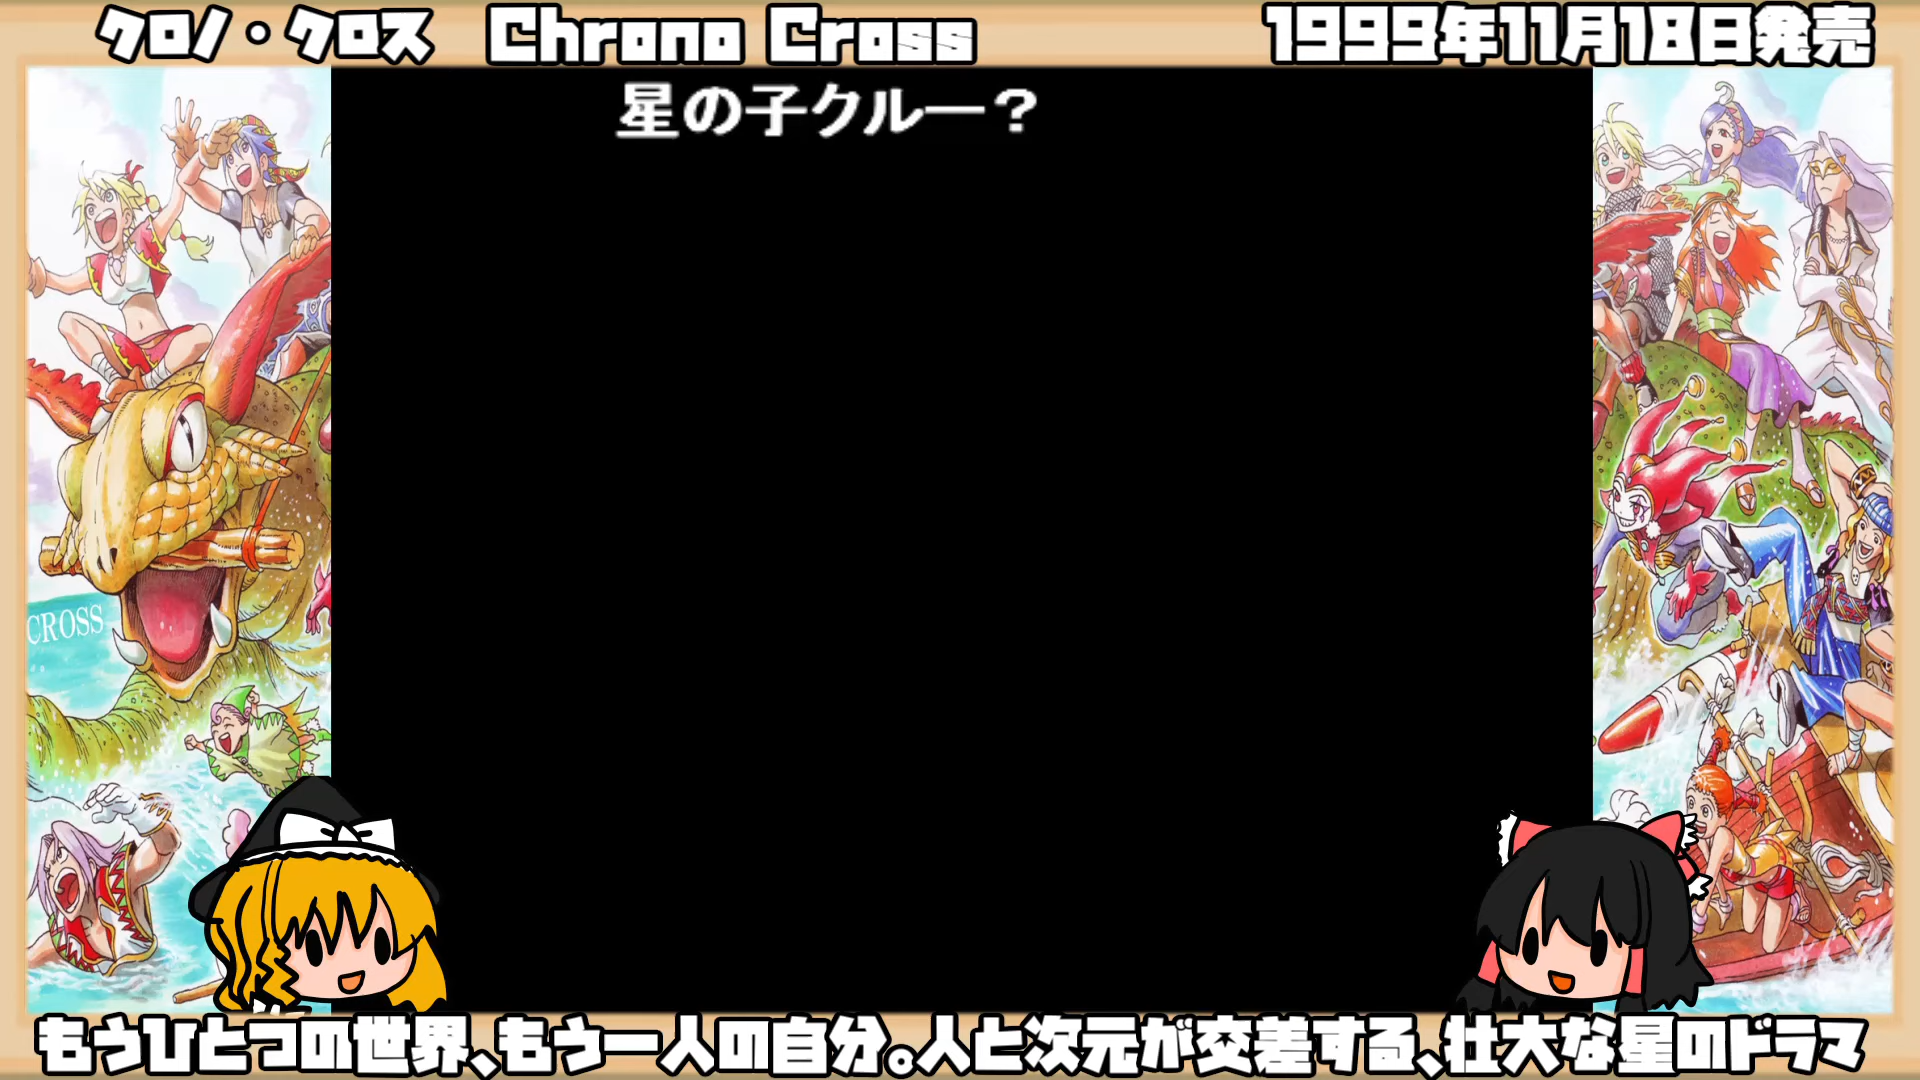 クロノ・クロス Chrono Cross 1999年11月18日発売
星の子クルー？
CROSS
もうひとつの世界、もう一人の自分。人と次元が交差する、壮大な星のドラマ